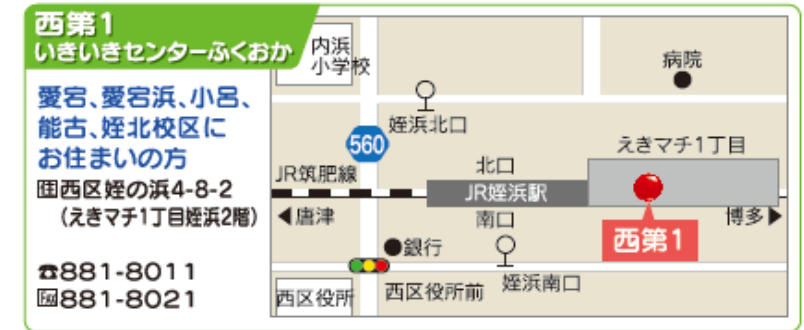 西第1
いきいきセンターふくおか
愛宕、愛宕浜、小呂、
能古、姪北校区に
お住まいの方
住西区姪の浜4-8-2
(えきマチ1丁目姪浜2階)
☎881-8011
FAX881-8021
内浜
小学校
病院
姪浜北口
560
えきマチ1丁目
JR筑肥線
北口
JR姪浜駅
◀唐津
南口
博多▶
西第1
●銀行
姪浜南口
西区役所
西区役所前